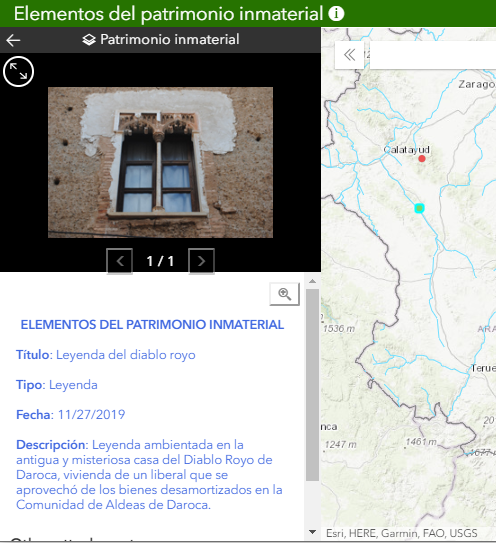 Elementos del patrimonio inmaterial
Patrimonio inmaterial
1 / 1
ELEMENTOS DEL PATRIMONIO INMATERIAL
Título: Leyenda del diablo royo
Tipo: Leyenda
Fecha: 11/27/2019
Descripción: Leyenda ambientada en la
antigua y misteriosa casa del Diablo Royo de
Daroca, vivienda de un liberal que se
aprovechó de los bienes desamortizados en la
Comunidad de Aldeas de Daroca.
Zarago
Calatayud
1536 m
ARA
Terue
nca
1247 m
1461 m
20
1677 m
Esri, HERE, Garmin, FAO, USGS